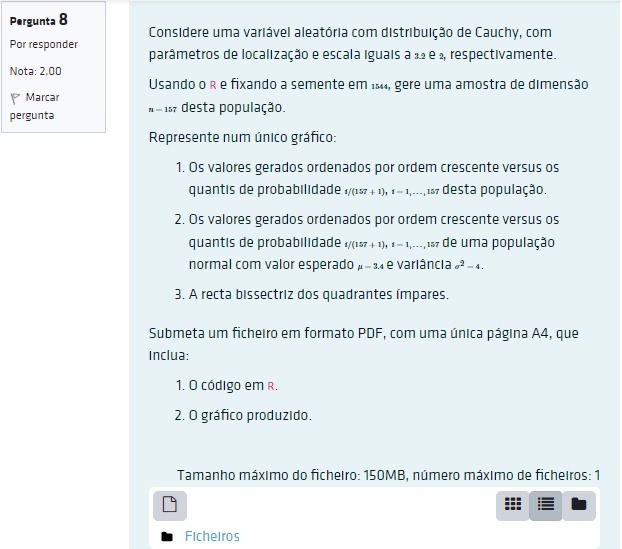 Pergunta 8
Por responder
Nota: 2,00
Marcar
pergunta
Considere uma variável aleatória com distribuição de Cauchy, com
parâmetros de localização e escala iguais a 3.2 e 2, respectivamente.
Usando o R e fixando a semente em 1544, gere uma amostra de dimensão
n = 157 desta população.
Represente num único gráfico:
1. Os valores gerados ordenados por ordem crescente versus os
quantis de probabilidade i/(157 + 1), i = 1,...,157 desta população.
2. Os valores gerados ordenados por ordem crescente versus os
quantis de probabilidade i/(157 + 1), i = 1,...,157 de uma população
normal com valor esperado μ = 3.4 e variância σ² = 4.
3. A recta bissectriz dos quadrantes ímpares.
Submeta um ficheiro em formato PDF, com uma única página A4, que
inclua:
1. O código em R.
2. O gráfico produzido.
Tamanho máximo do ficheiro: 150MB, número máximo de ficheiros: 1
Ficheiros